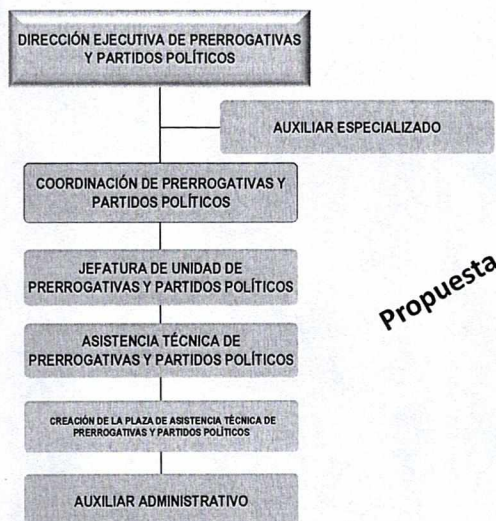 DIRECCIÓN EJECUTIVA DE PRERROGATIVAS
Y PARTIDOS POLÍTICOS
AUXILIAR ESPECIALIZADO
COORDINACIÓN DE PRERROGATIVAS Y
PARTIDOS POLÍTICOS
JEFATURA DE UNIDAD DE
PRERROGATIVAS Y PARTIDOS POLÍTICOS
Propuesta
ASISTENCIA TÉCNICA DE
PRERROGATIVAS Y PARTIDOS POLÍTICOS
CREACIÓN DE LA PLAZA DE ASISTENCIA TÉCNICA DE
PRERROGATIVAS Y PARTIDOS POLÍTICOS
AUXILIAR ADMINISTRATIVO